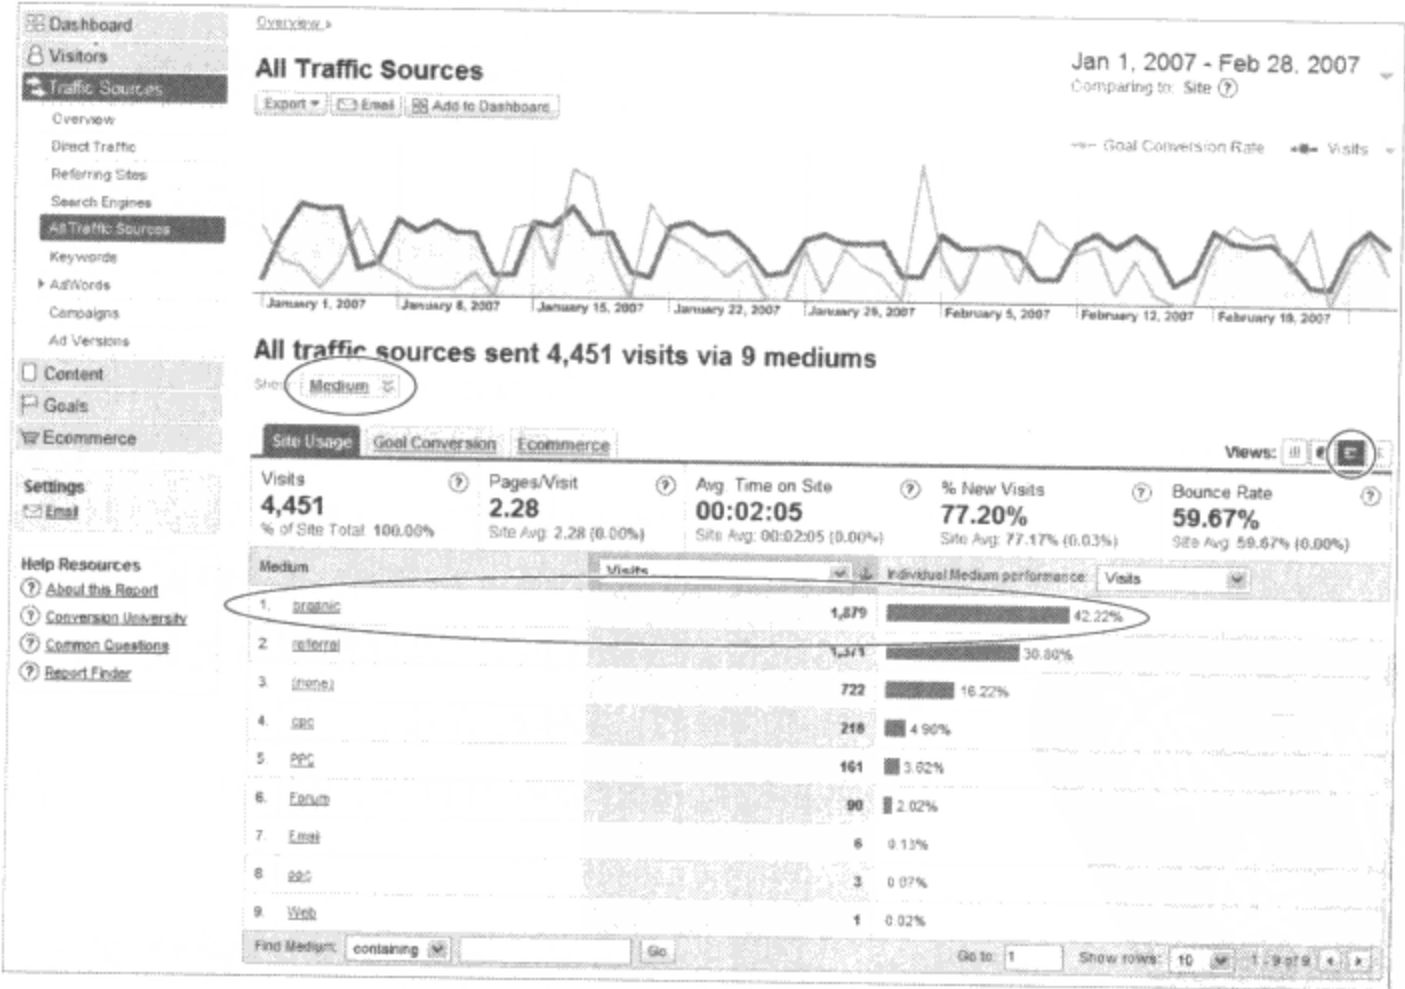 Dashboard
Visitors
Traffic Sources
Overview
Direct Traffic
Referring Sites
Search Engines
All Traffic Sources
Keywords
AdWords
Campaigns
Ad Versions
Content
Goals
Ecommerce
Settings
Email
Help Resources
About this Report
Conversion University
Common Questions
Report Finder
Overview »
All Traffic Sources
Jan 1, 2007 - Feb 28, 2007
Comparing to: Site
Export Email Add to Dashboard
Goal Conversion Rate Visits
January 1, 2007 January 8, 2007 January 15, 2007 January 22, 2007 January 29, 2007 February 5, 2007 February 12, 2007 February 19, 2007
All traffic sources sent 4,451 visits via 9 mediums
Medium
Site Usage Goal Conversion Ecommerce
Views:
Visits Pages/Visit Avg. Time on Site % New Visits Bounce Rate
4,451 2.28 00:02:05 77.20% 59.67%
% of Site Total: 100.00% Site Avg: 2.28 (0.00%) Site Avg: 00:02:05 (0.00%) Site Avg: 77.17% (0.03%) Site Avg: 59.67% (0.00%)
Medium Visits Individual Medium performance: Visits
1. organic 1,879 42.22%
2. referral 1,371 30.80%
3. (none) 722 16.22%
4. cpc 218 4.90%
5. PPC 161 3.62%
6. Forum 90 2.02%
7. Email 6 0.13%
8. 3 0.07%
9. Web 1 0.02%
Find Medium: containing Go Go to: 1 Show rows: 10 1 - 9 of 9